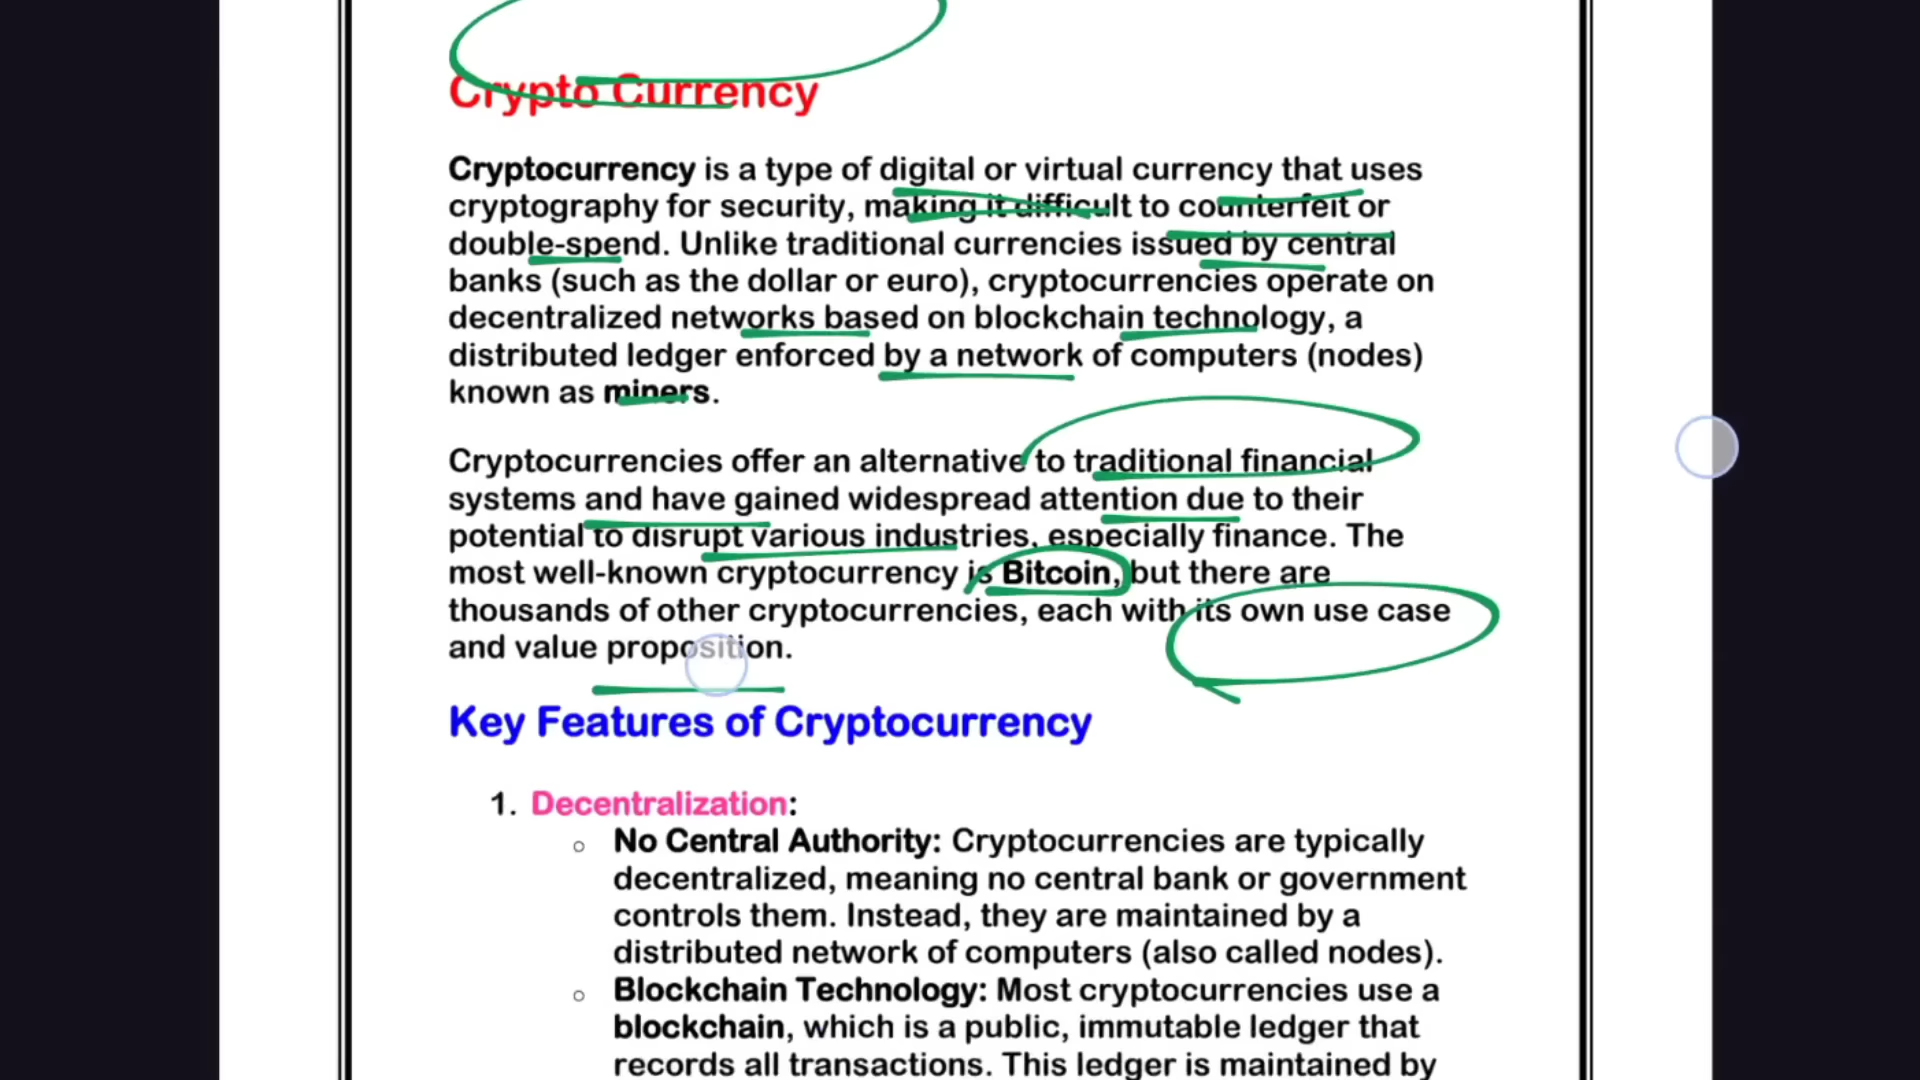 Crypto Currency
Cryptocurrency is a type of digital or virtual currency that uses
cryptography for security, making it difficult to counterfeit or
double-spend. Unlike traditional currencies issued by central
banks (such as the dollar or euro), cryptocurrencies operate on
decentralized networks based on blockchain technology, a
distributed ledger enforced by a network of computers (nodes)
known as miners.
Cryptocurrencies offer an alternative to traditional financial
systems and have gained widespread attention due to their
potential to disrupt various industries, especially finance. The
most well-known cryptocurrency is Bitcoin, but there are
thousands of other cryptocurrencies, each with its own use case
and value proposition.
Key Features of Cryptocurrency
1. Decentralization:
○ No Central Authority: Cryptocurrencies are typically
decentralized, meaning no central bank or government
controls them. Instead, they are maintained by a
distributed network of computers (also called nodes).
○ Blockchain Technology: Most cryptocurrencies use a
blockchain, which is a public, immutable ledger that
records all transactions. This ledger is maintained by